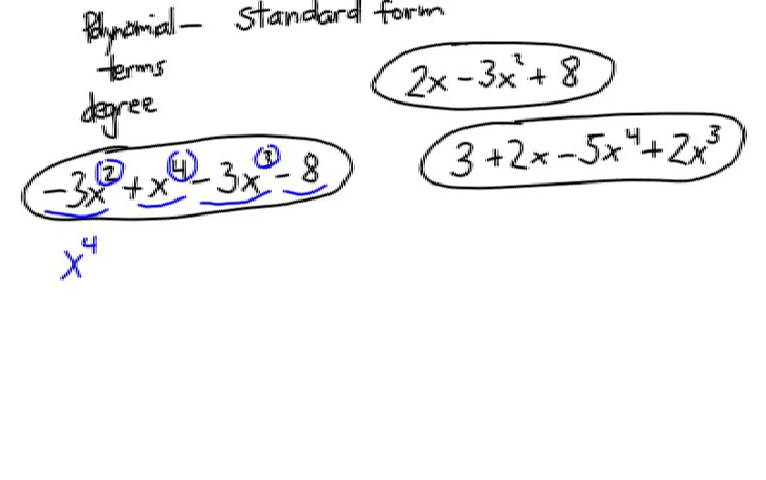 Polynomial – Standard form
terms
degree
2x - 3x² + 8
3 + 2x - 5x⁴ + 2x³
-3x² + x⁴ - 3x³ - 8
x⁴